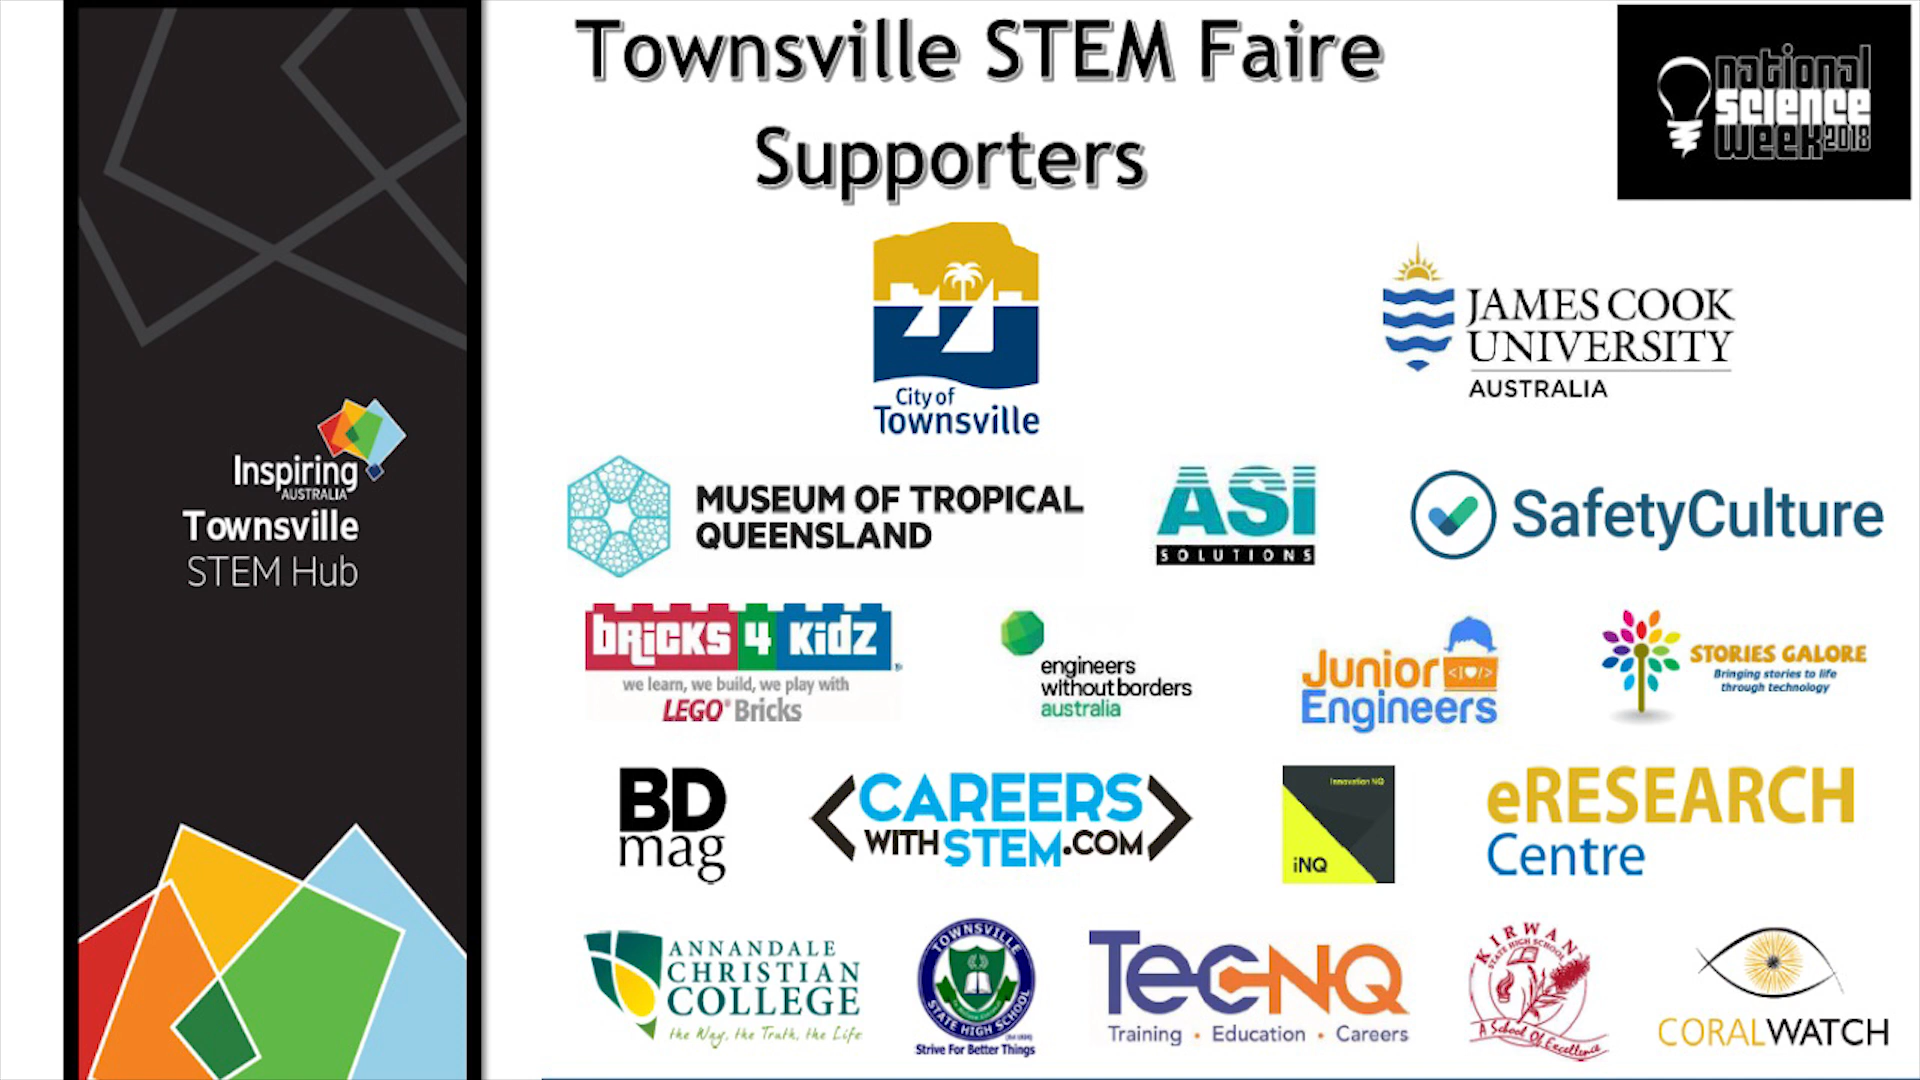 Townsville STEM Faire
Supporters
national
science
week 2018
City of
Townsville
JAMES COOK
UNIVERSITY
AUSTRALIA
Inspiring
AUSTRALIA
Townsville
STEM Hub
MUSEUM OF TROPICAL
QUEENSLAND
ASI
SOLUTIONS
SafetyCulture
BRiCKS 4 KiDZ
we learn, we build, we play with
LEGO® Bricks
engineers
without borders
australia
Junior
<I♥/>
Engineers
STORIES GALORE
Bringing stories to life
through technology
BD
mag
CAREERS
WITH STEM.COM
Innovation NQ
iNQ
eRESEARCH
Centre
ANNANDALE
CHRISTIAN
COLLEGE
the Way, the Truth, the Life
TOWNSVILLE
STATE HIGH SCHOOL
Strive For Better Things
TecNQ
Training • Education • Careers
KIRWAN
STATE HIGH SCHOOL
A School Of Excellence
CORALWATCH